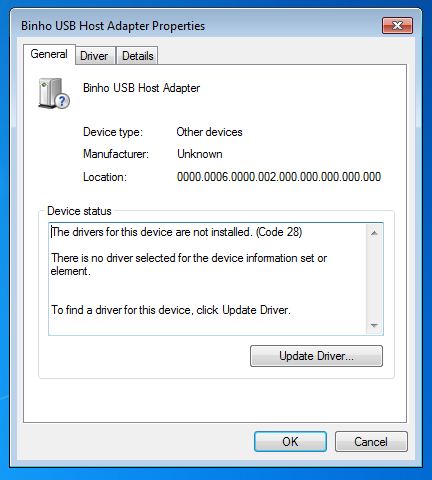 Binho USB Host Adapter Properties
General Driver Details
Binho USB Host Adapter
Device type: Other devices
Manufacturer: Unknown
Location: 0000.0006.0000.002.000.000.000.000.000
Device status
The drivers for this device are not installed. (Code 28)
There is no driver selected for the device information set or
element.
To find a driver for this device, click Update Driver.
Update Driver...
OK Cancel